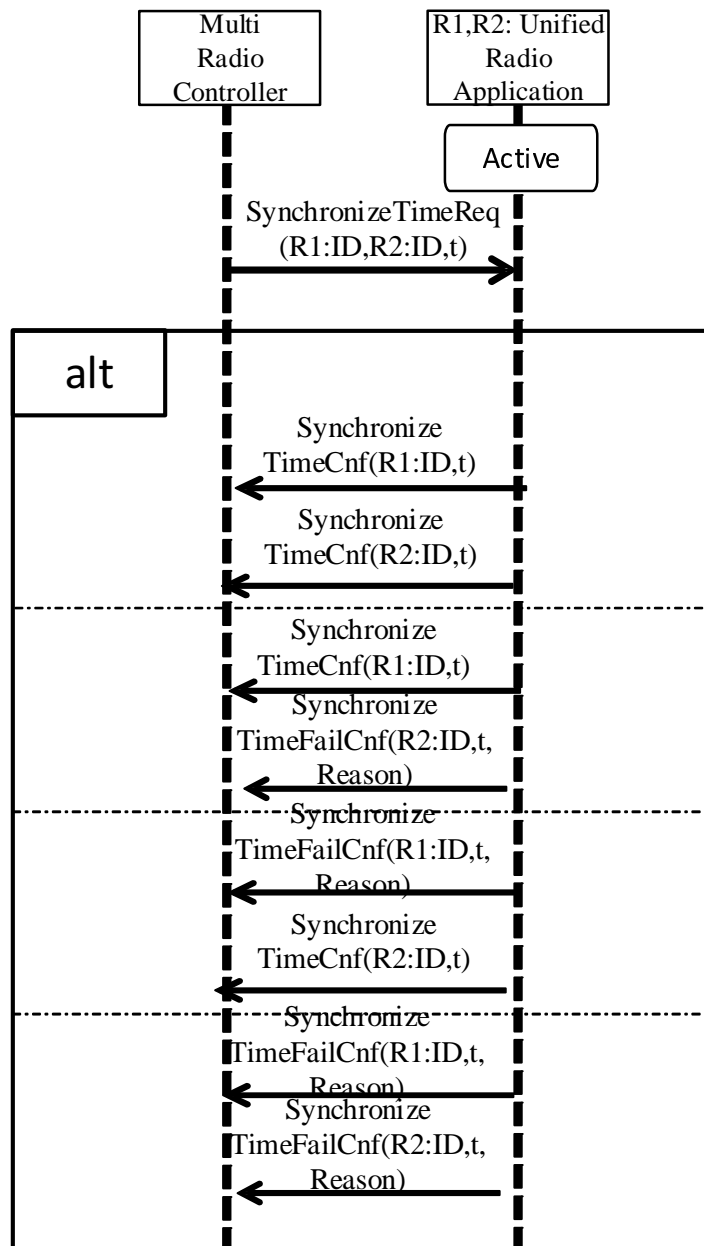 Multi
Radio
Controller
R1,R2: Unified
Radio
Application
Active
SynchronizeTimeReq
(R1:ID,R2:ID,t)
alt
Synchronize
TimeCnf(R1:ID,t)
Synchronize
TimeCnf(R2:ID,t)
Synchronize
TimeCnf(R1:ID,t)
Synchronize
TimeFailCnf(R2:ID,t,
Reason)
Synchronize
TimeFailCnf(R1:ID,t,
Reason)
Synchronize
TimeCnf(R2:ID,t)
Synchronize
TimeFailCnf(R1:ID,t,
Reason)
Synchronize
TimeFailCnf(R2:ID,t,
Reason)